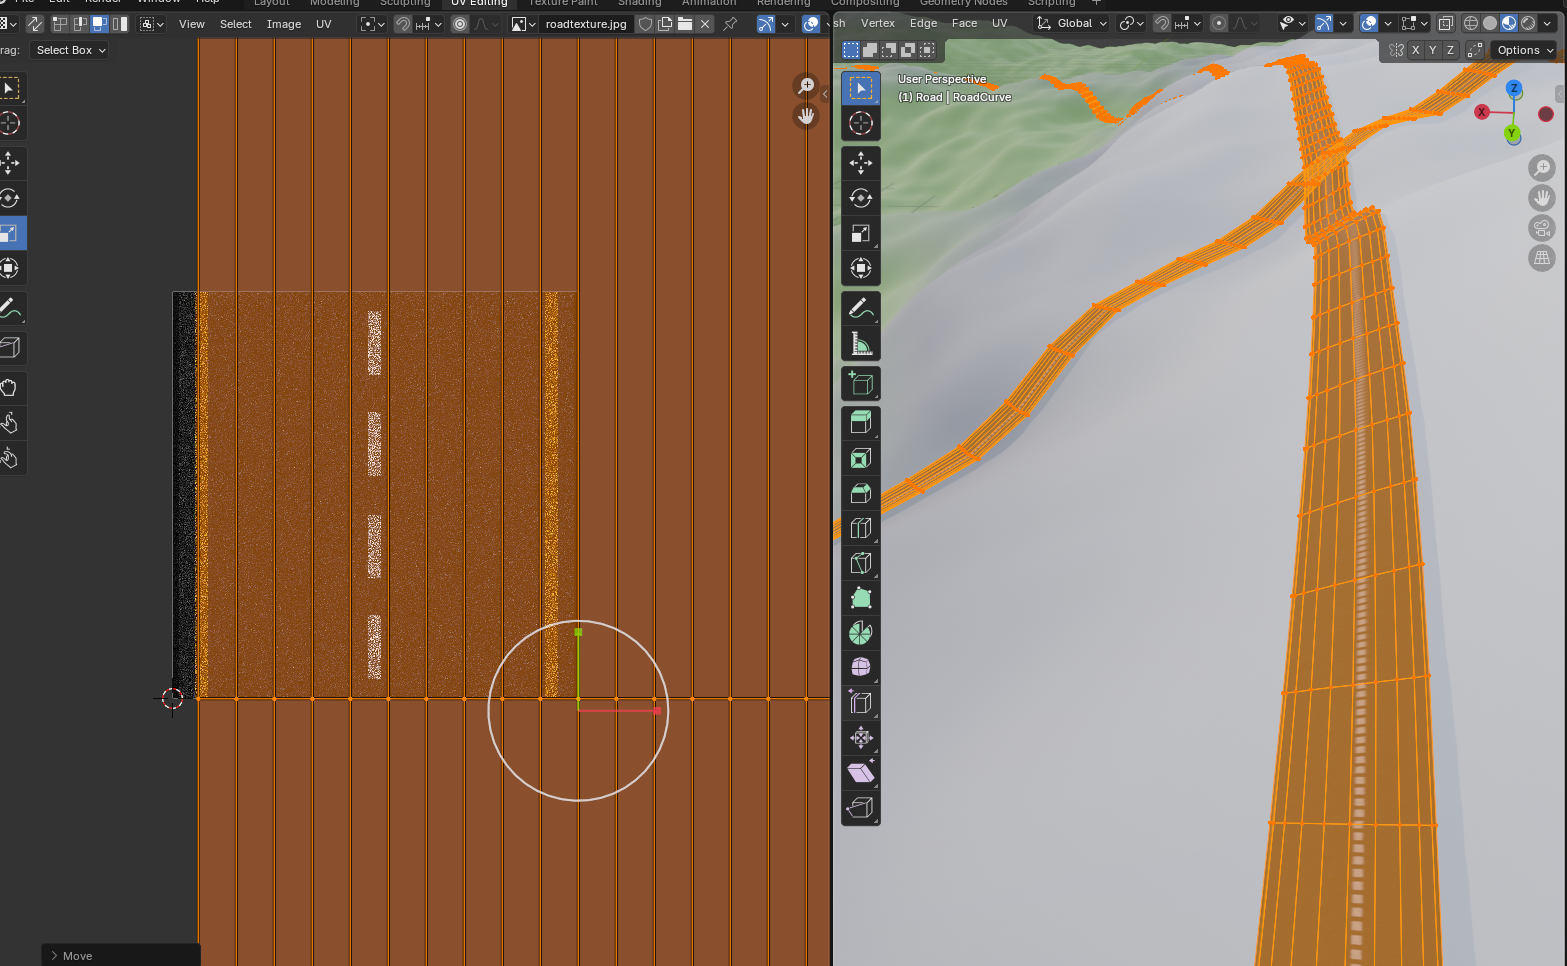 File Edit Render Window Help Layout Modeling Sculpting UV Editing Texture Paint Shading Animation Rendering Compositing Geometry Nodes Scripting +
View Select Image UV roadtexture.jpg
sh Vertex Edge Face UV Global
rag: Select Box
X Y Z Options
User Perspective
(1) Road | RoadCurve
Z
X
Y
Move